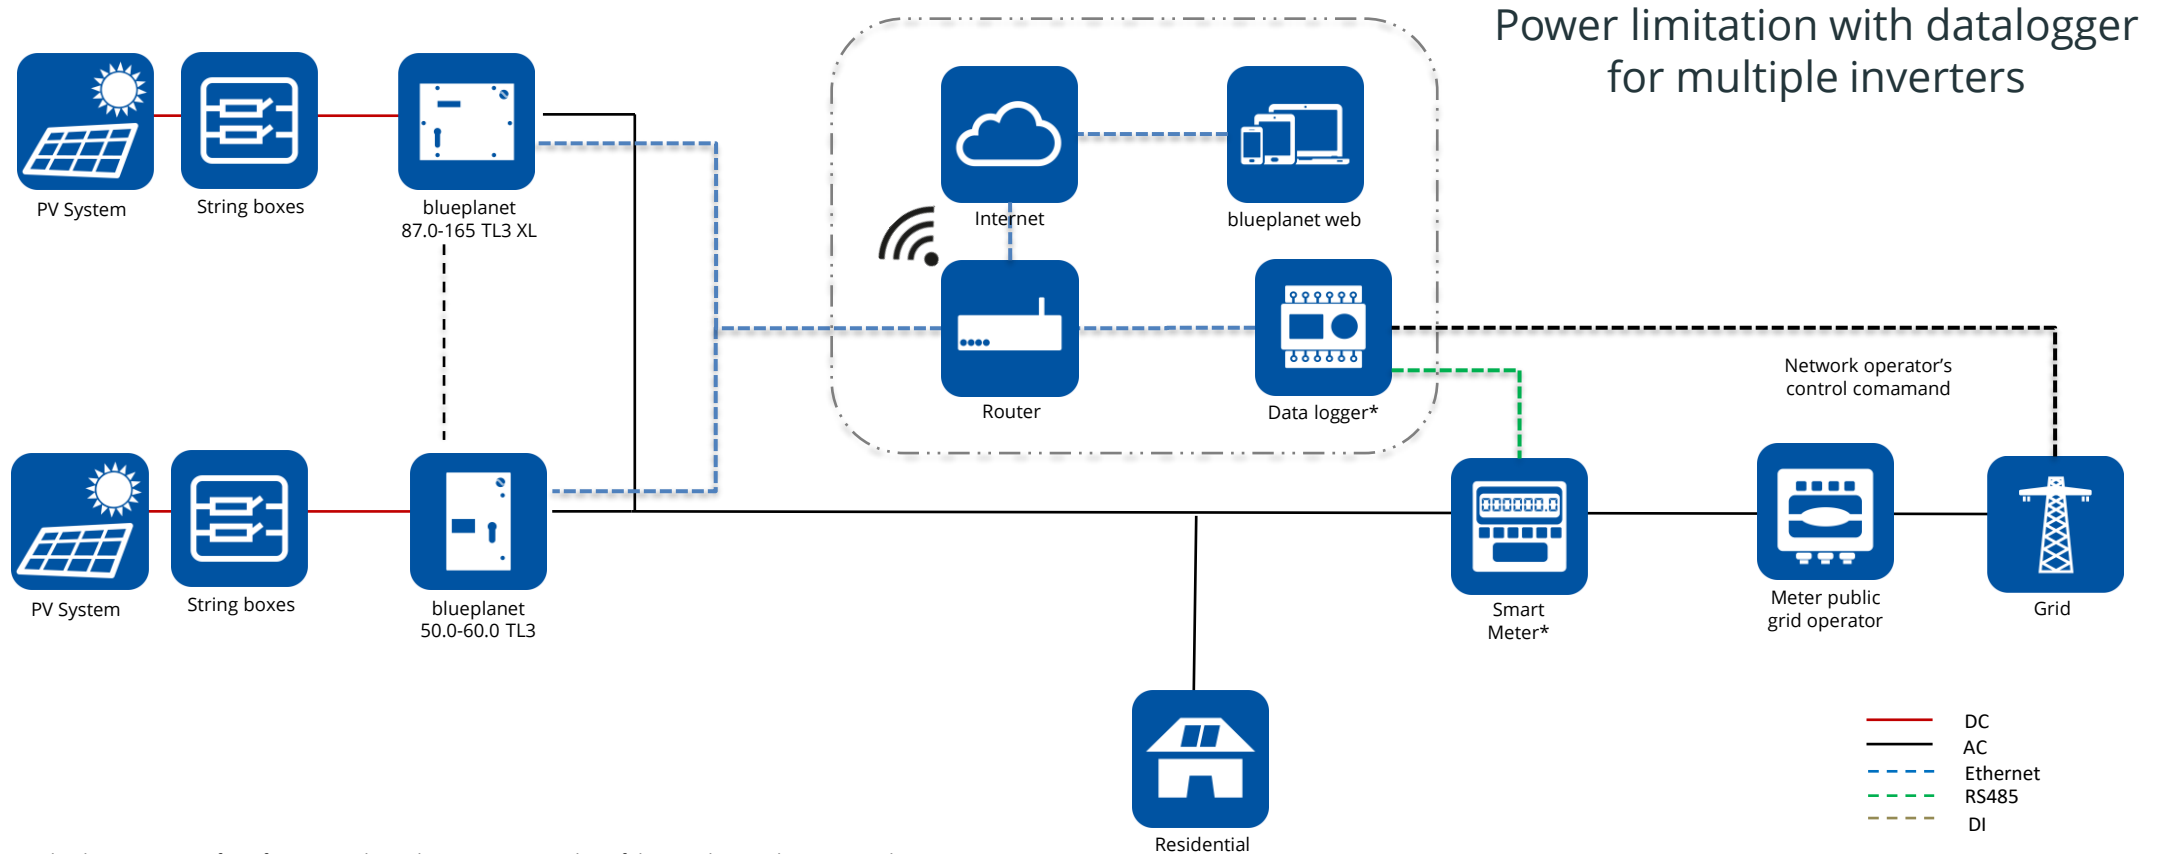 Power limitation with datalogger
for multiple inverters
PV System
String boxes
blueplanet
87.0-165 TL3 XL
Internet
blueplanet web
Router
Data logger*
Network operator's
control comamand
PV System
String boxes
blueplanet
50.0-60.0 TL3
000000.0
Smart
Meter*
Meter public
grid operator
Grid
Residential
DC
AC
Ethernet
RS485
DI